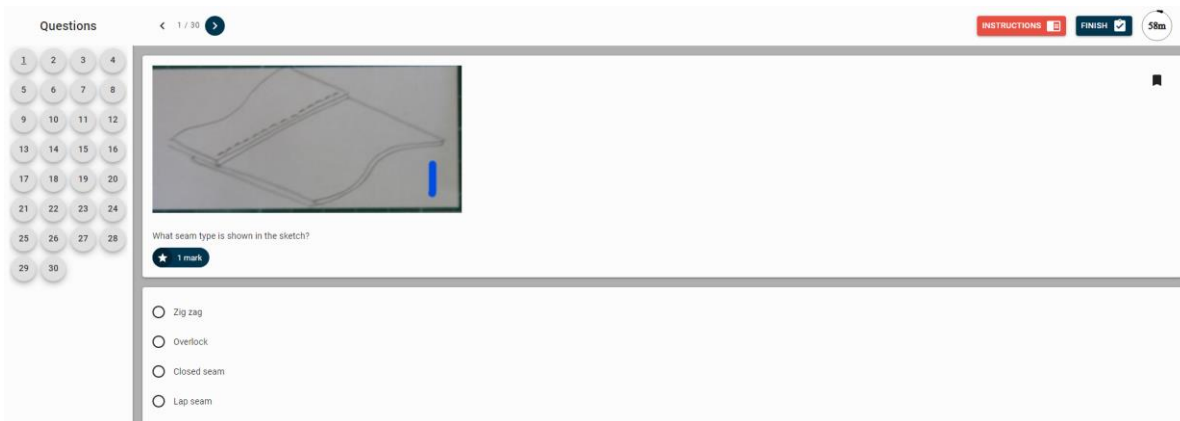 Questions
1 / 30
INSTRUCTIONS
FINISH
58m
1 2 3 4
5 6 7 8
9 10 11 12
13 14 15 16
17 18 19 20
21 22 23 24
25 26 27 28
29 30
What seam type is shown in the sketch?
1 mark
Zig zag
Overlock
Closed seam
Lap seam